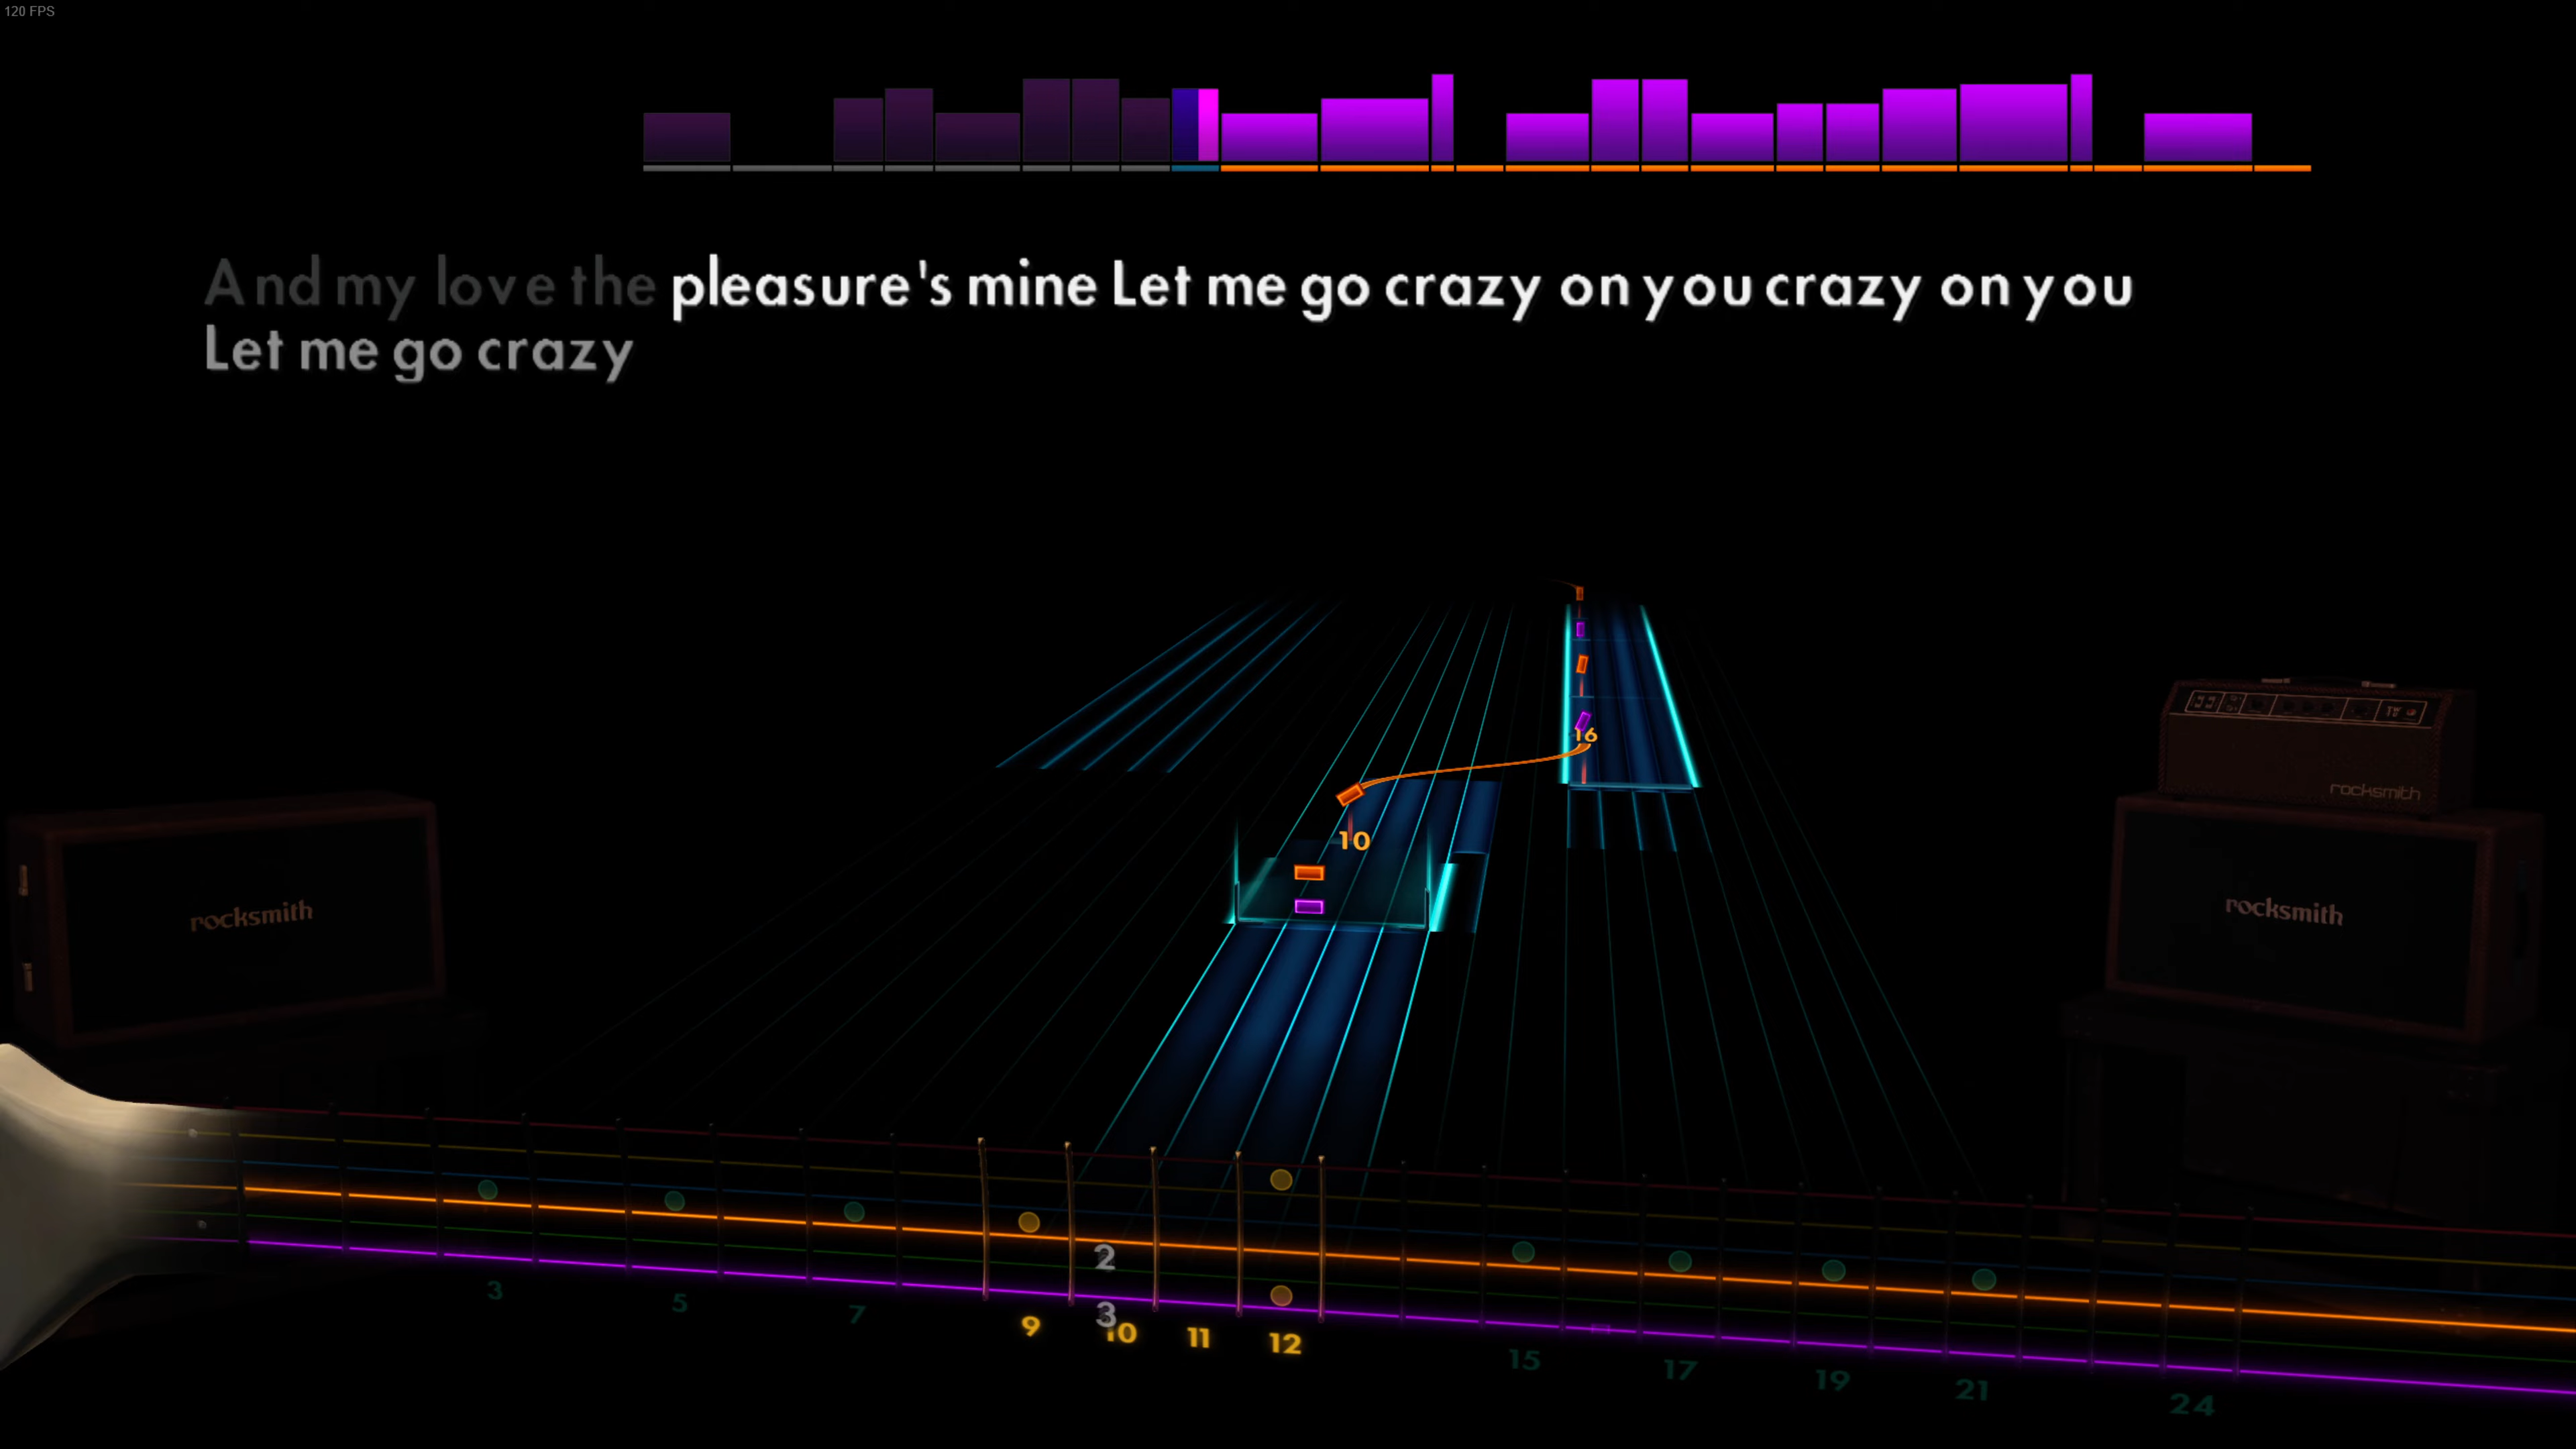 120 FPS
And my love the pleasure's mine Let me go crazy on you crazy on you
Let me go crazy
16
10
rocksmith
rocksmith
rocksmith
2
3
3 5 7 9 10 11 12 15 17 19 21 24